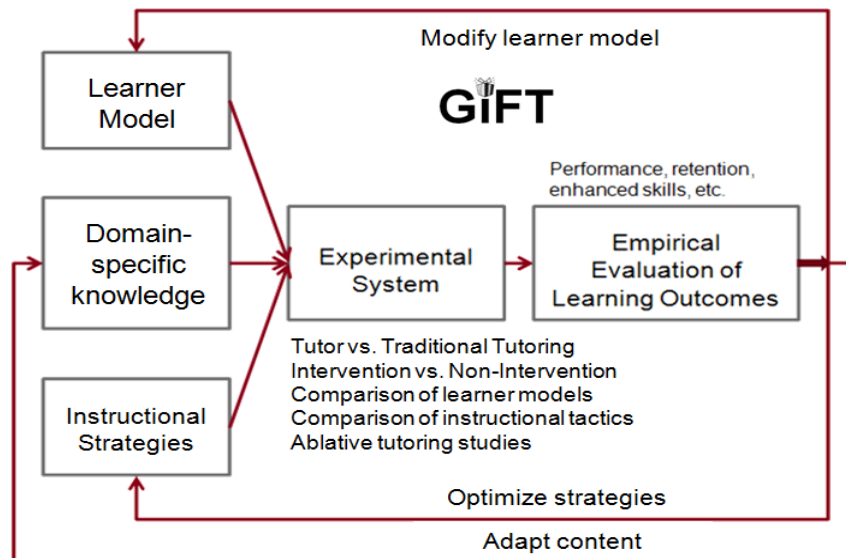 Modify learner model
Learner
Model
GiFT
Performance, retention,
enhanced skills, etc.
Domain-
specific
knowledge
Experimental
System
Empirical
Evaluation of
Learning Outcomes
Tutor vs. Traditional Tutoring
Intervention vs. Non-Intervention
Comparison of learner models
Comparison of instructional tactics
Ablative tutoring studies
Instructional
Strategies
Optimize strategies
Adapt content